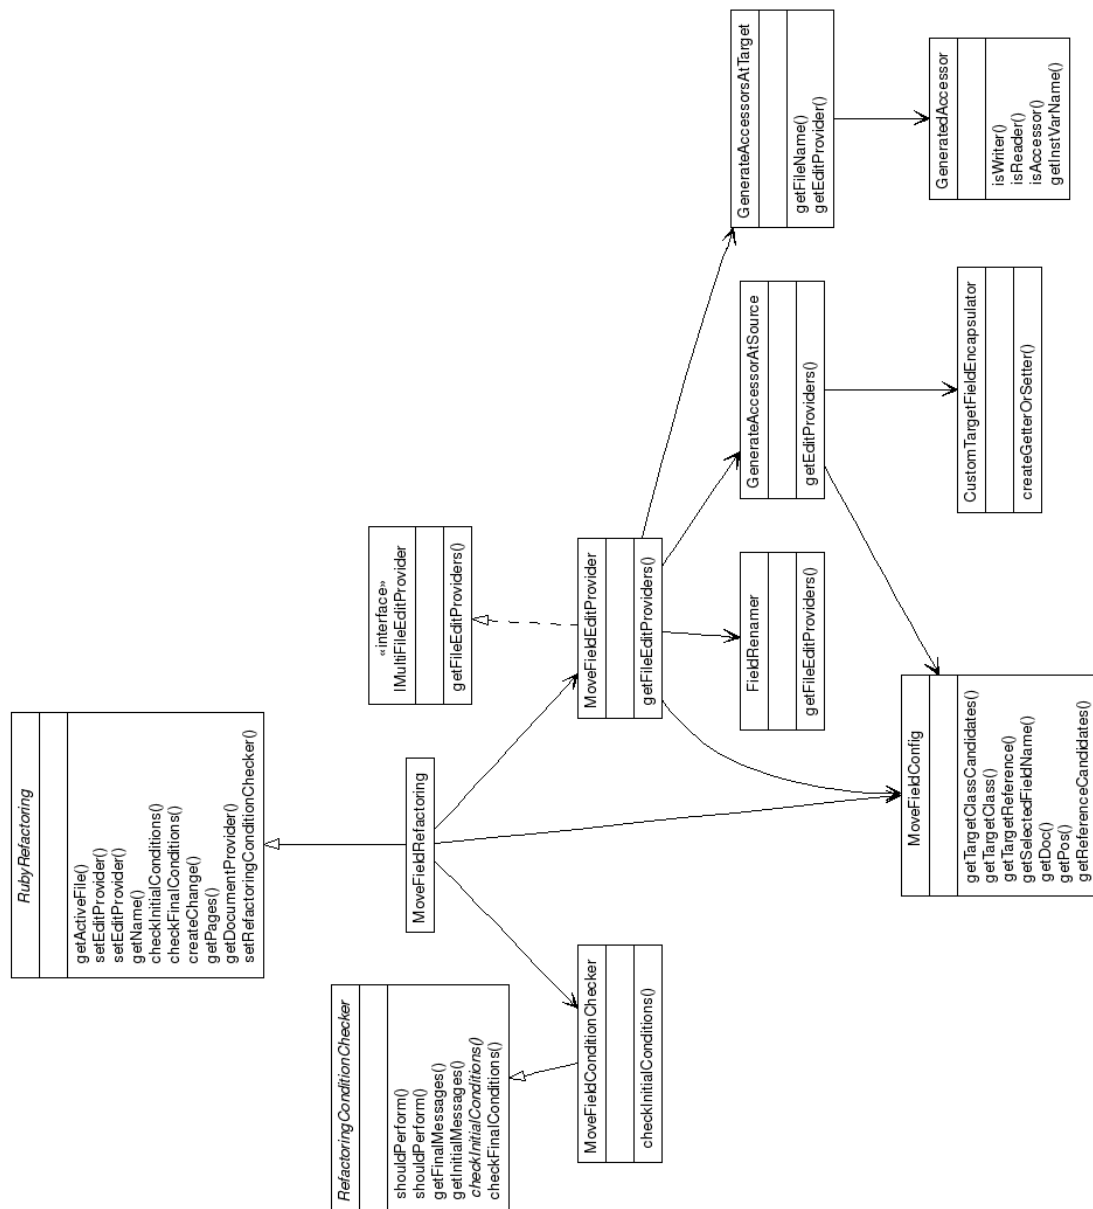 RubyRefactoring
getActiveFile()
setEditProvider()
setEditProvider()
getName()
checkInitialConditions()
checkFinalConditions()
createChange()
getPages()
getDocumentProvider()
setRefactoringConditionChecker()
RefactoringConditionChecker
shouldPerform()
shouldPerform()
getFinalMessages()
getInitialMessages()
checkInitialConditions()
checkFinalConditions()
«interface»
IMultiFileEditProvider
getFileEditProviders()
MoveFieldRefactoring
MoveFieldConditionChecker
checkInitialConditions()
MoveFieldEditProvider
getFileEditProviders()
GenerateAccessorsAtTarget
getFileName()
getEditProvider()
GenerateAccessorAtSource
getEditProviders()
FieldRenamer
getFileEditProviders()
MoveFieldConfig
getTargetClassCandidates()
getTargetClass()
getTargetReference()
getSelectedFieldName()
getDoc()
getPos()
getReferenceCandidates()
GeneratedAccessor
isWriter()
isReader()
isAccessor()
getInstVarName()
CustomTargetFieldEncapsulator
createGetterOrSetter()